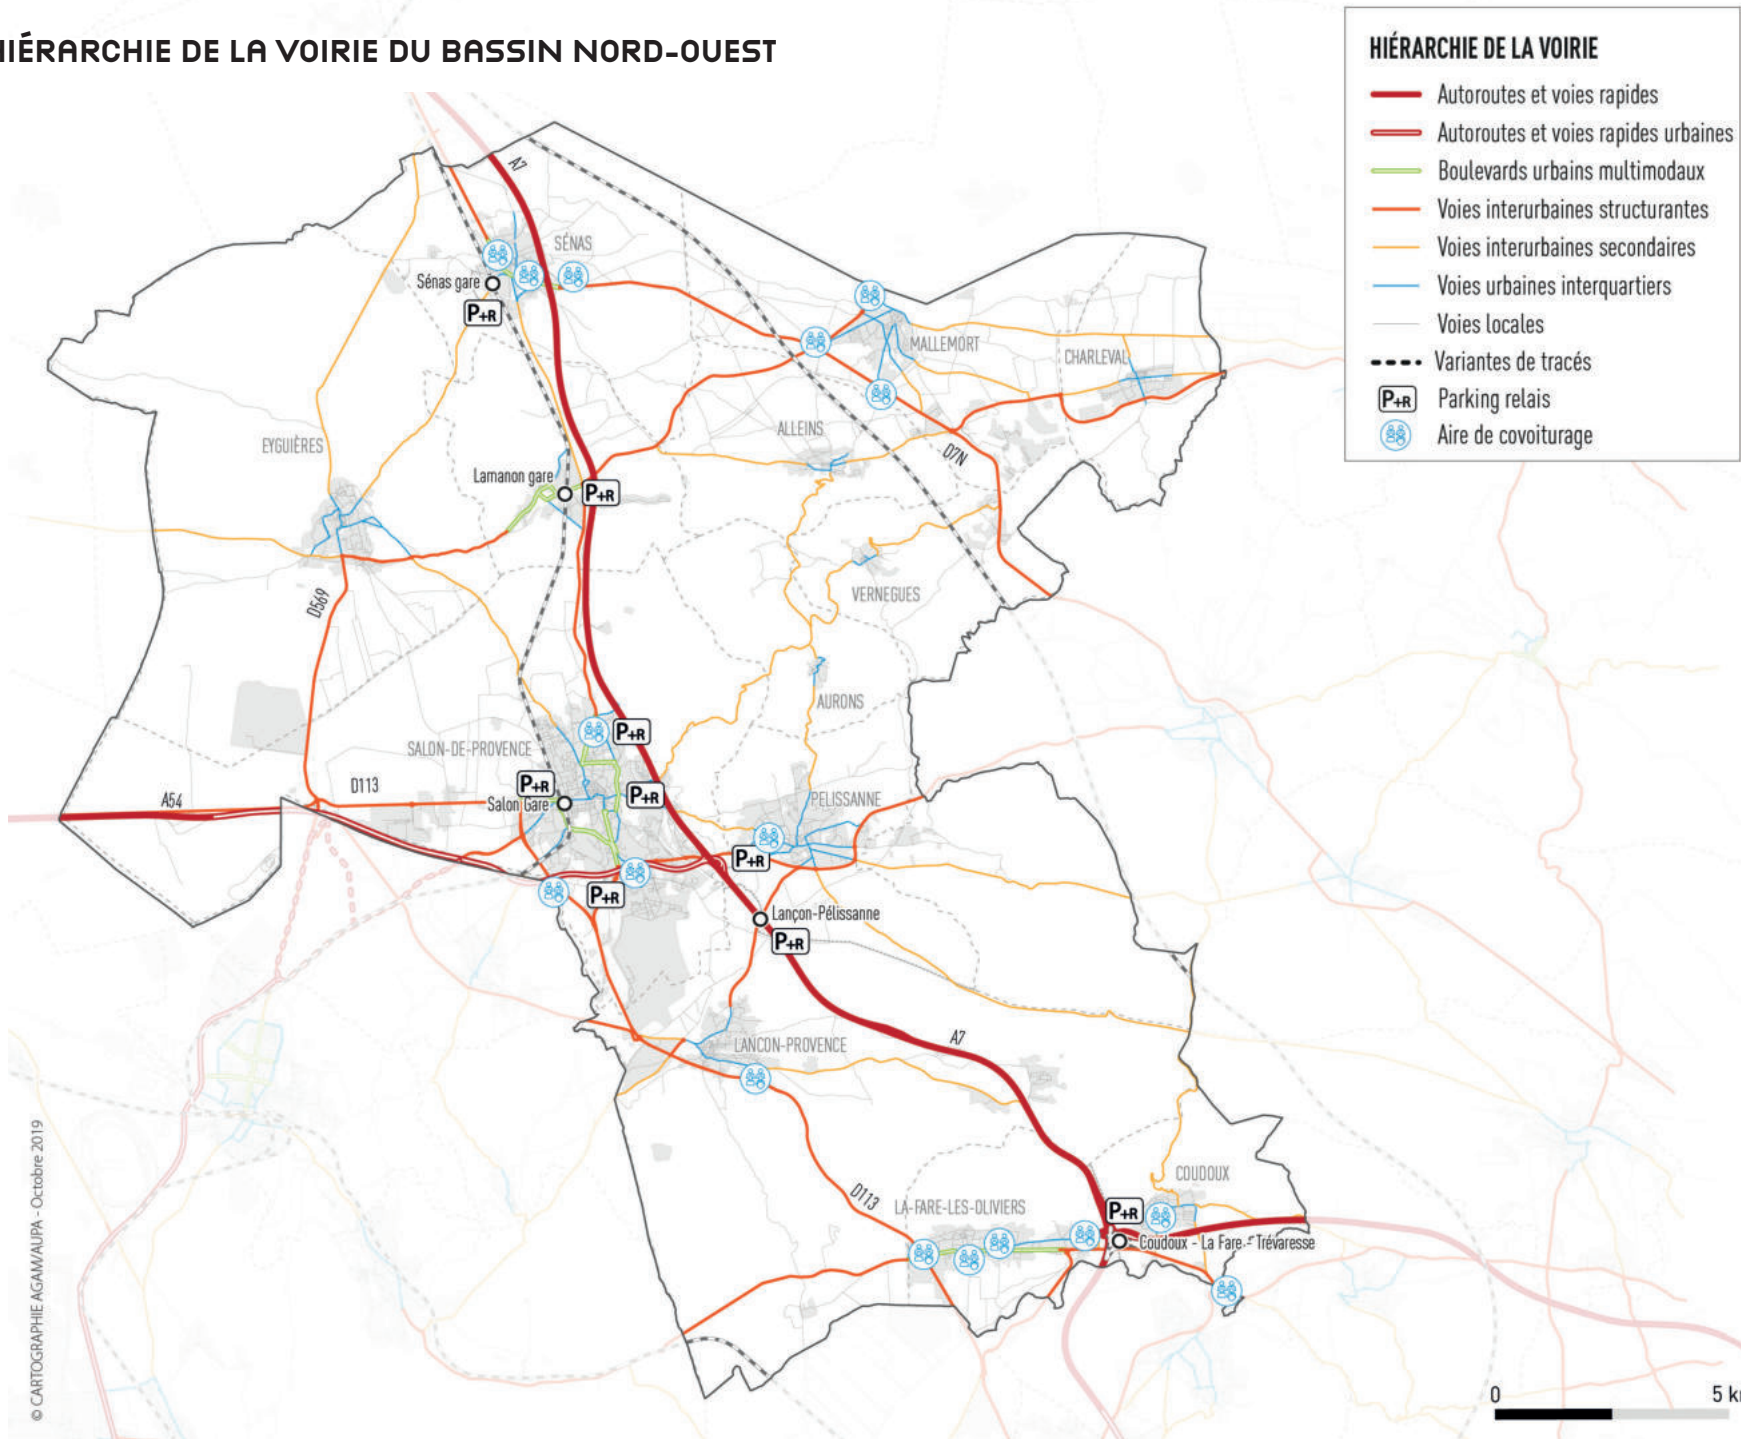 IÉRARCHIE DE LA VOIRIE DU BASSIN NORD-OUEST
HIÉRARCHIE DE LA VOIRIE
Autoroutes et voies rapides
Autoroutes et voies rapides urbaines
Boulevards urbains multimodaux
Voies interurbaines structurantes
Voies interurbaines secondaires
Voies urbaines interquartiers
Voies locales
Variantes de tracés
P+R Parking relais
Aire de covoiturage
A7
SÉNAS
Sénas gare
P+R
MALLEMORT
CHARLEVAL
EYGUIÈRES
ALLEINS
D7N
Lamanon gare
P+R
D569
VERNEGUES
AURONS
SALON-DE-PROVENCE
P+R
P+R
D113
A54
Salon Gare
P+R
PELISSANNE
P+R
P+R
Lançon-Pélissanne
P+R
A7
LANCON-PROVENCE
COUDOUX
D113
LA-FARE-LES-OLIVIERS
P+R
Coudoux - La Fare - Trévaresse
© CARTOGRAPHIE AGAM/AUPA - Octobre 2019
0 5 k